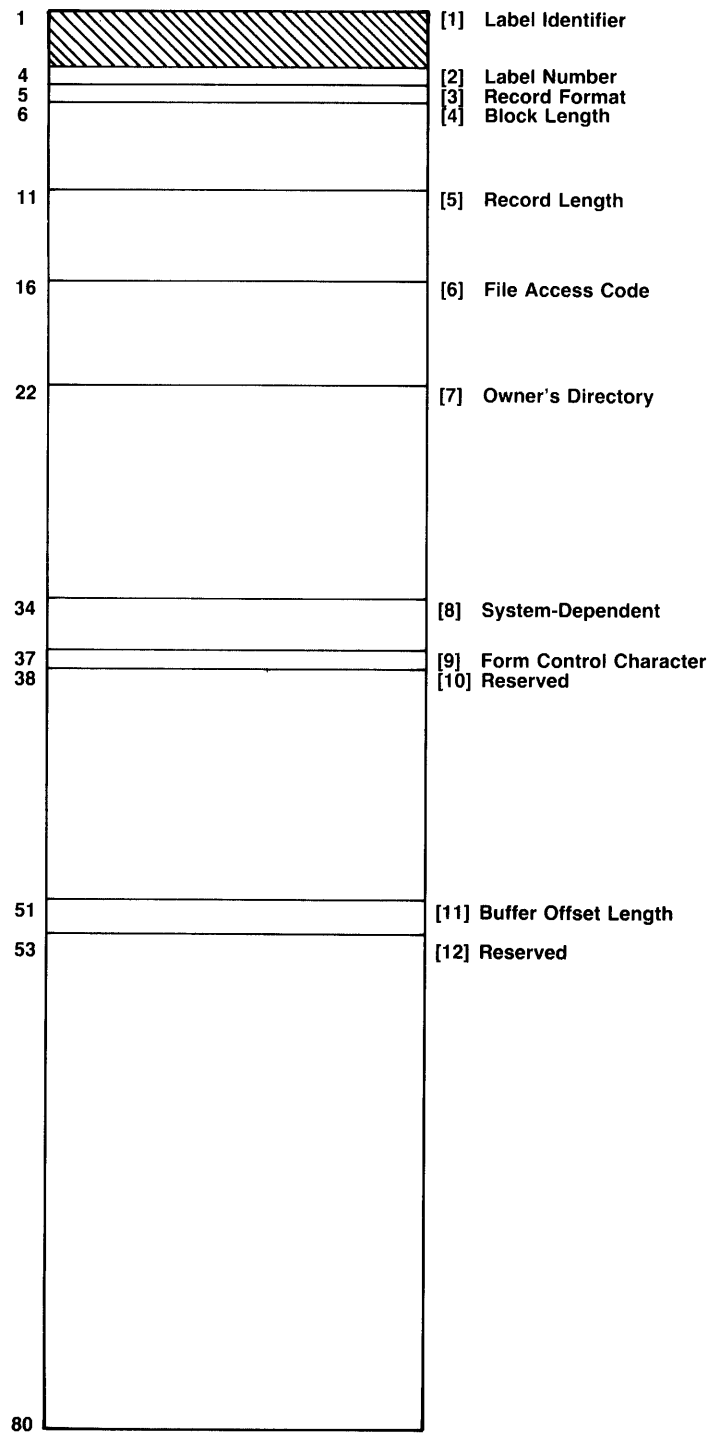 1 [1] Label Identifier
4 [2] Label Number
5 [3] Record Format
6 [4] Block Length
11 [5] Record Length
16 [6] File Access Code
22 [7] Owner's Directory
34 [8] System-Dependent
37 [9] Form Control Character
38 [10] Reserved
51 [11] Buffer Offset Length
53 [12] Reserved
80